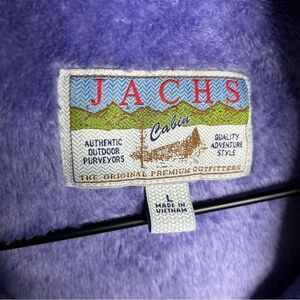 JACHS
Cabin
AUTHENTIC
OUTDOOR
PURVEYORS
QUALITY
ADVENTURE
STYLE
THE ORIGINAL PREMIUM OUTFITTERS
MADE IN
VIETNAM